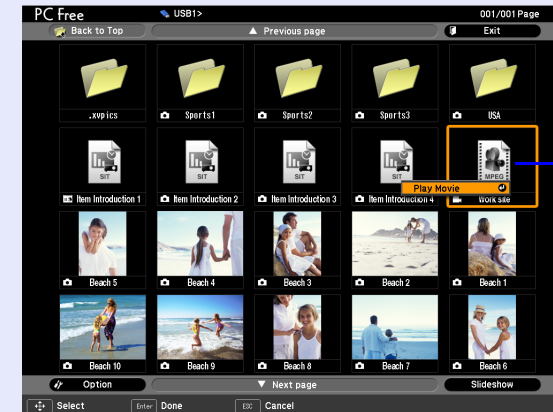 PC Free USB1> 001/001 Page
Back to Top Previous page Exit
.xvpics Sports1 Sports2 Sports3 USA
SIT SIT SIT SIT MPEG
Play Movie
Item Introduction 1 Item Introduction 2 Item Introduction 3 Item Introduction 4 Work site
Beach 5 Beach 4 Beach 3 Beach 2 Beach 1
Beach 10 Beach 9 Beach 8 Beach 7 Beach 6
Option Next page Slideshow
Select Enter Done ESC Cancel